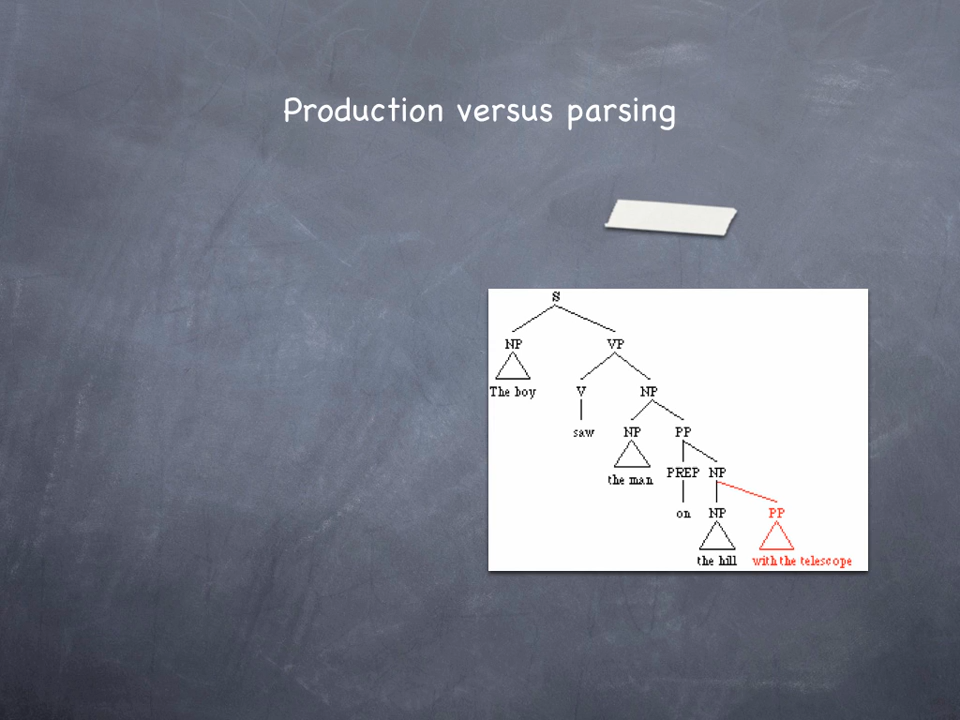 Production versus parsing
S
NP VP
The boy V NP
saw NP PP
the man PREP NP
on NP PP
the hill with the telescope